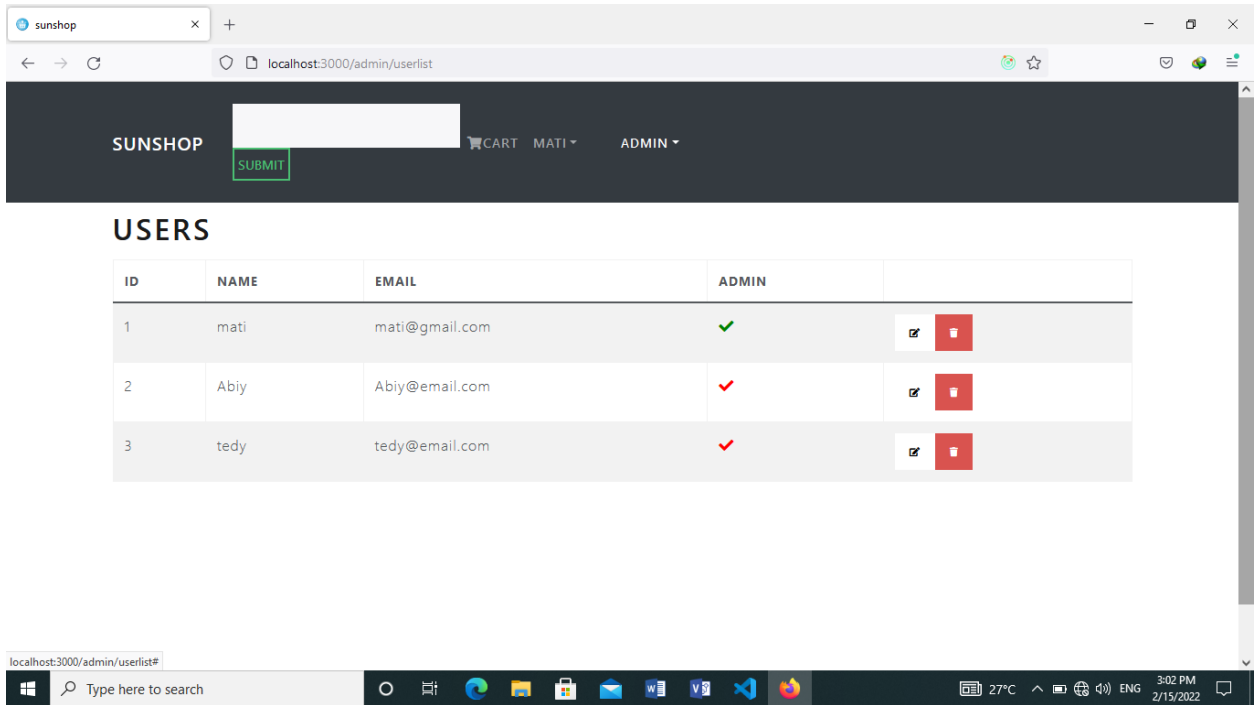 sunshop
localhost:3000/admin/userlist
SUNSHOP
SUBMIT
CART MATI ADMIN
USERS
ID NAME EMAIL ADMIN
1 mati mati@gmail.com
2 Abiy Abiy@email.com
3 tedy tedy@email.com
localhost:3000/admin/userlist#
Type here to search
27°C ENG 3:02 PM
2/15/2022